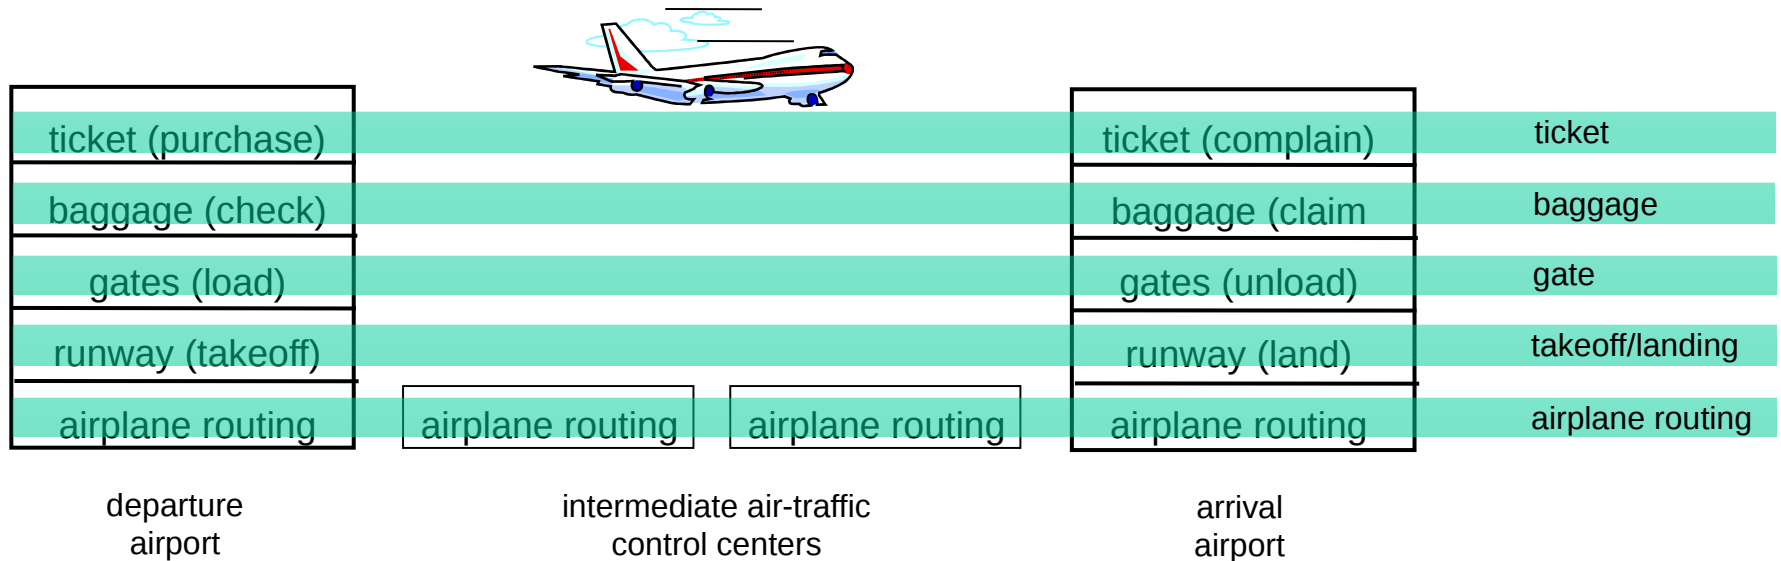 ticket (purchase)
ticket (complain)
ticket
baggage (check)
baggage (claim
baggage
gates (load)
gates (unload)
gate
runway (takeoff)
runway (land)
takeoff/landing
airplane routing
airplane routing
airplane routing
airplane routing
airplane routing
departure
airport
intermediate air-traffic
control centers
arrival
airport